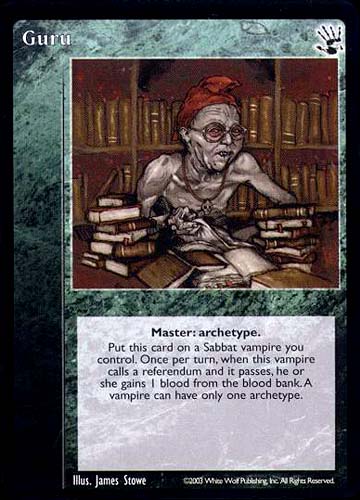 Guru
Master: archetype.
Put this card on a Sabbat vampire you
control. Once per turn, when this vampire
calls a referendum and it passes, he or
she gains 1 blood from the blood bank. A
vampire can have only one archetype.
Illus. James Stowe ©2003 White Wolf Publishing, Inc. All Rights Reserved.